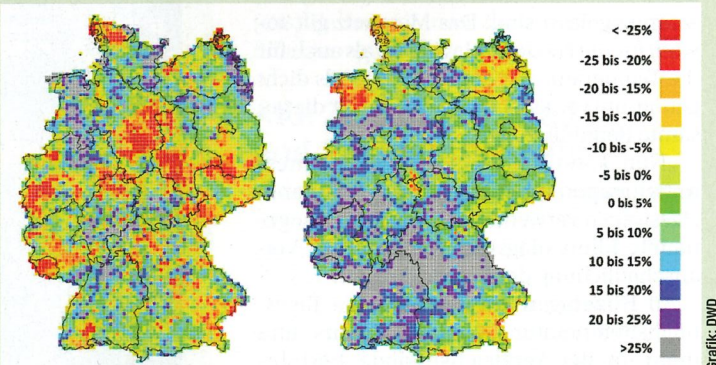 < -25%
-25 bis -20%
-20 bis -15%
-15 bis -10%
-10 bis -5%
-5 bis 0%
0 bis 5%
5 bis 10%
10 bis 15%
15 bis 20%
20 bis 25%
>25%
Grafik: DWD